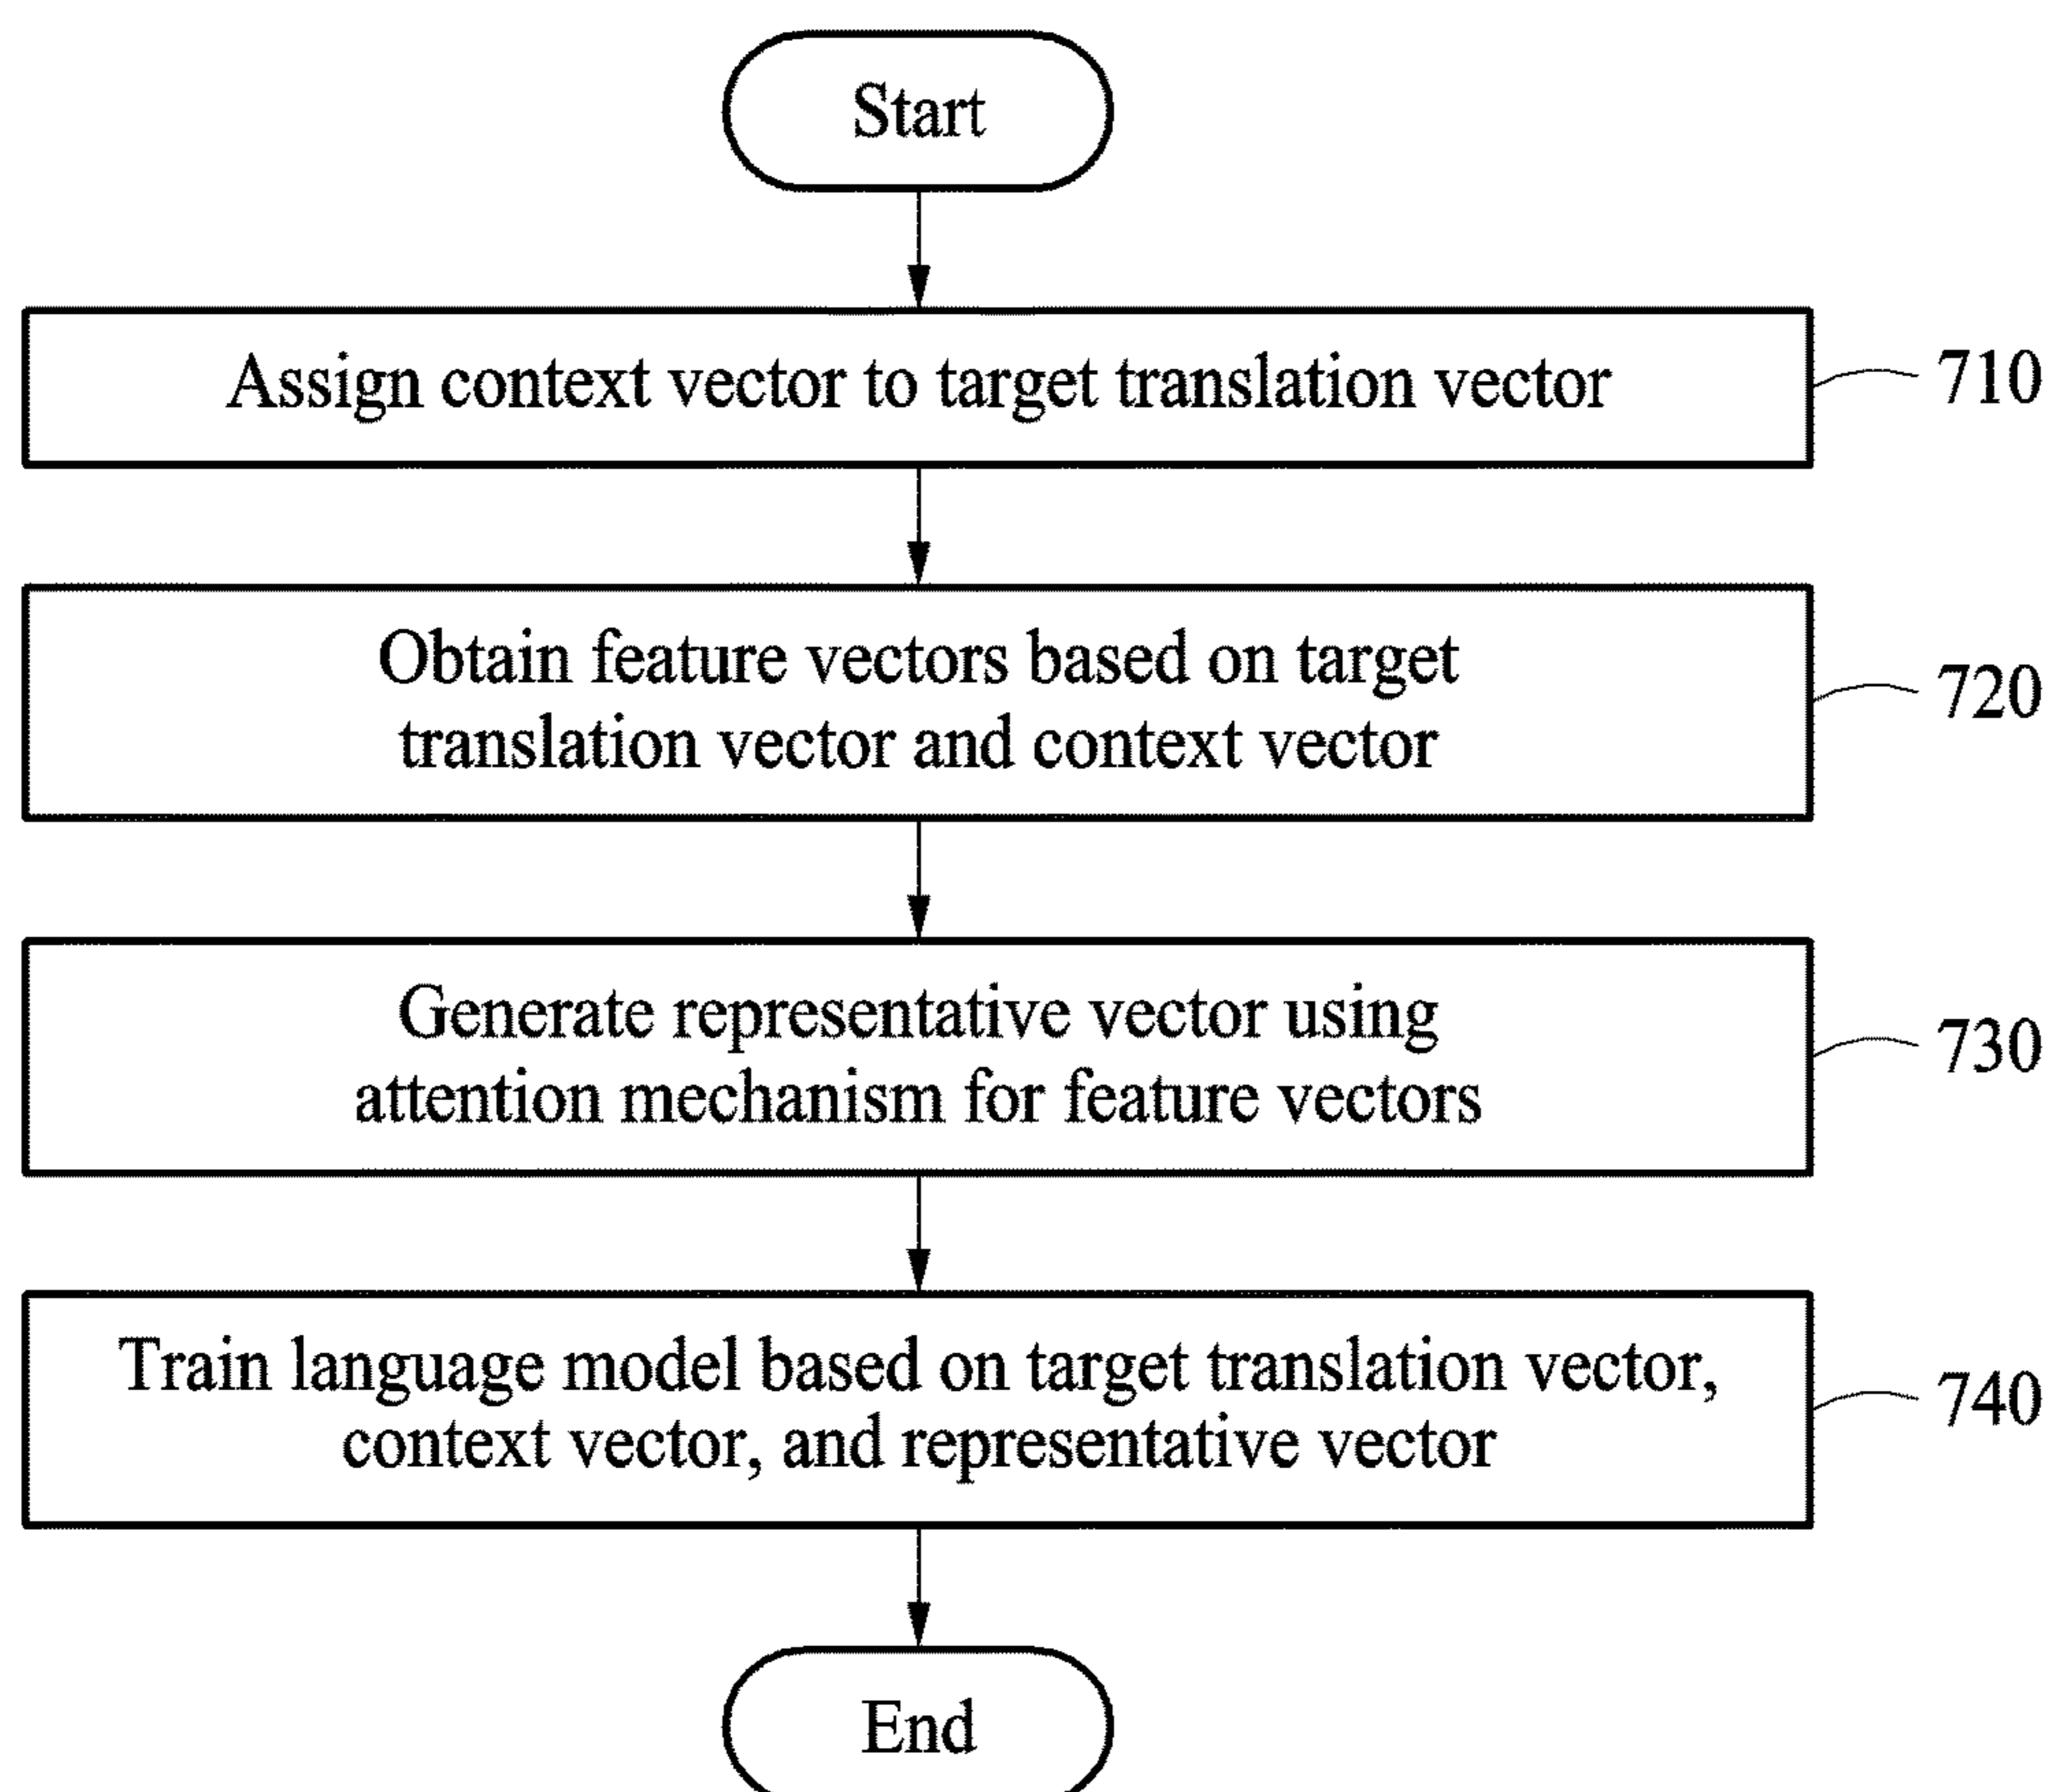 Start
Assign context vector to target translation vector
710
Obtain feature vectors based on target
translation vector and context vector
720
Generate representative vector using
attention mechanism for feature vectors
730
Train language model based on target translation vector,
context vector, and representative vector
740
End